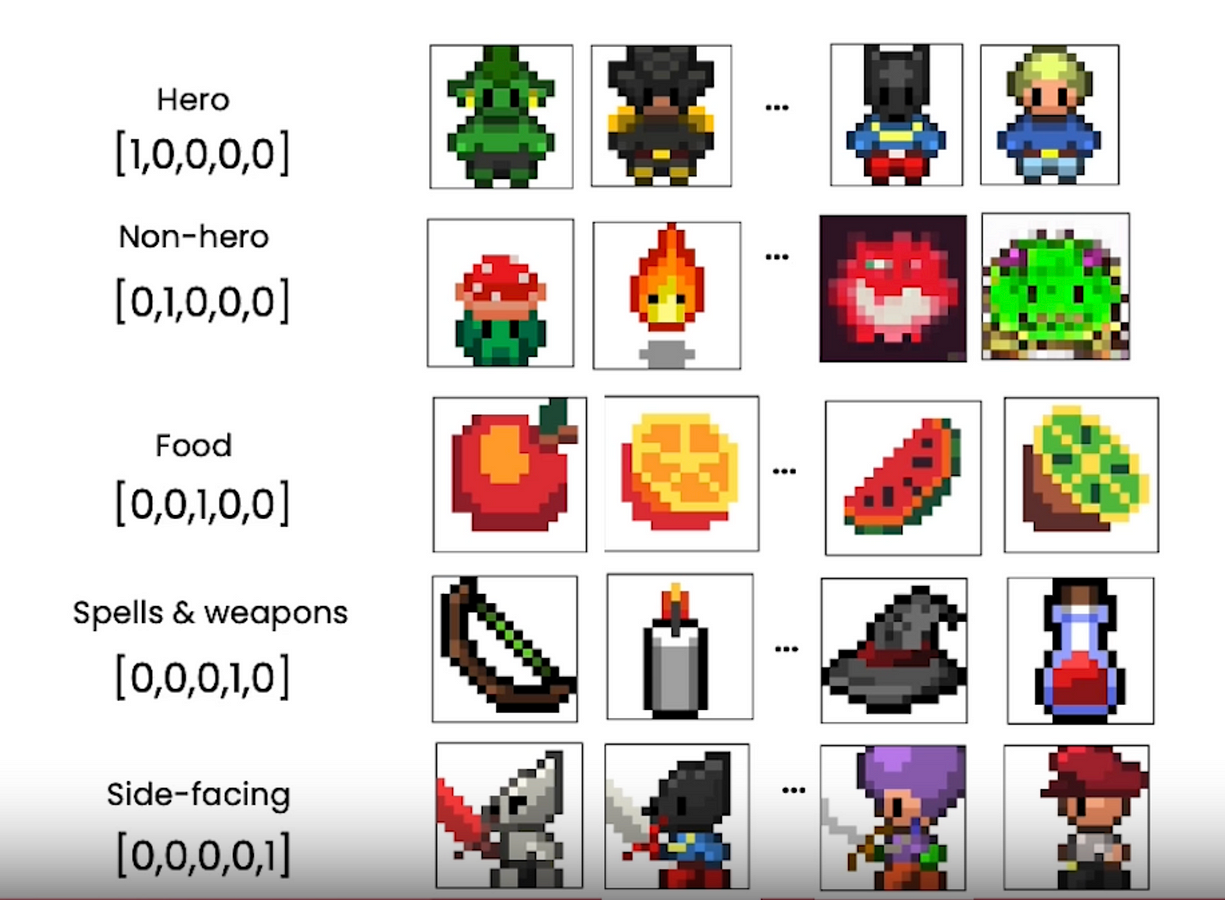 Hero
[1,0,0,0,0]
...
Non-hero
[0,1,0,0,0]
...
Food
[0,0,1,0,0]
...
Spells & weapons
[0,0,0,1,0]
...
Side-facing
[0,0,0,0,1]
...